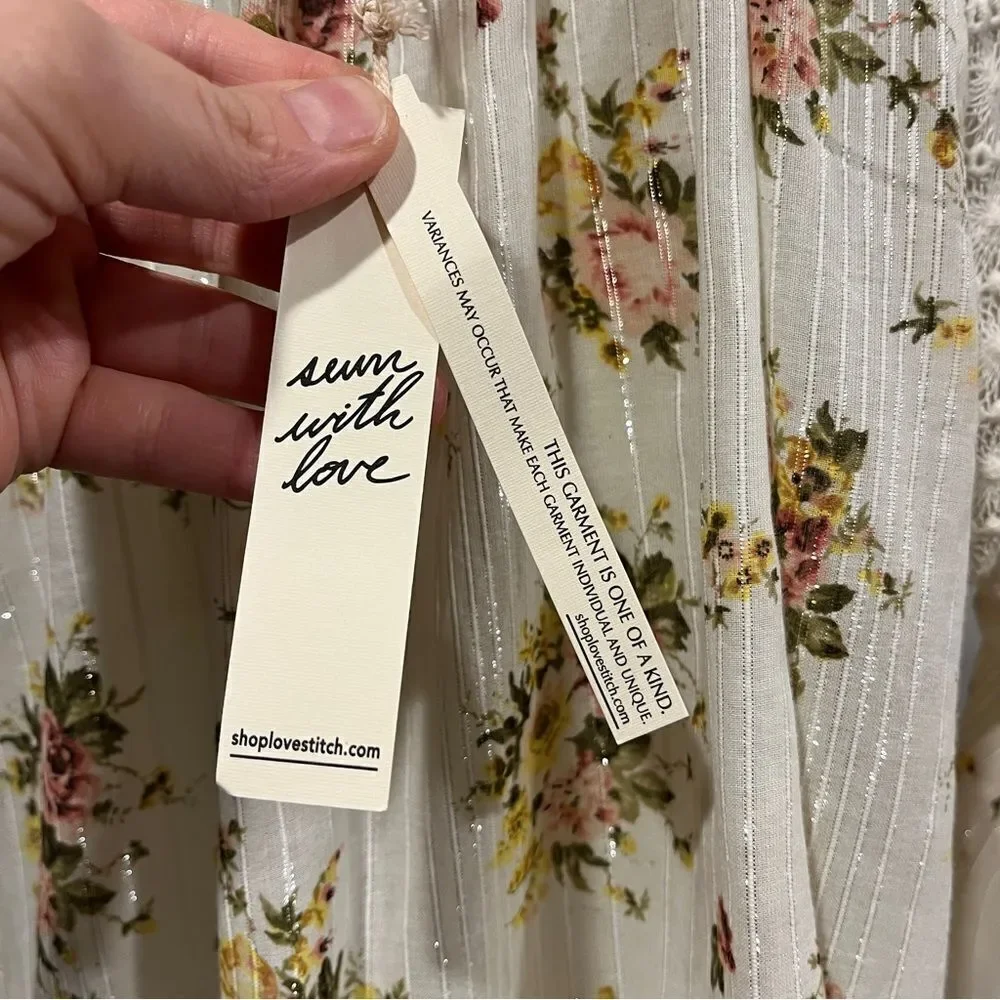 sewn
with
love
shoplovestitch.com
THIS GARMENT IS ONE OF A KIND.
VARIANCES MAY OCCUR THAT MAKE EACH GARMENT INDIVIDUAL AND UNIQUE.
shoplovestitch.com